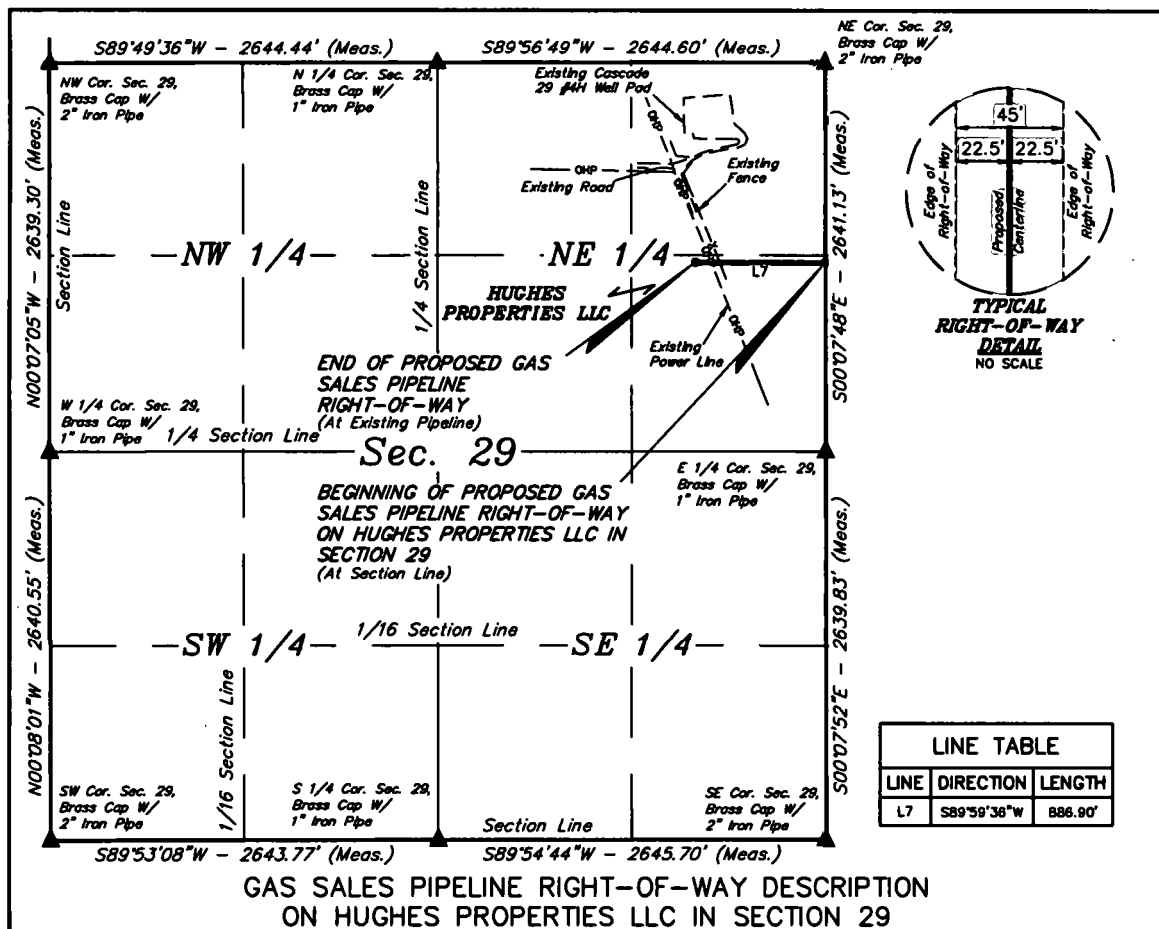 S89°49'36"W - 2644.44' (Meas.)
S89°56'49"W - 2644.60' (Meas.)
NE Cor. Sec. 29,
Brass Cap W/
2" Iron Pipe
NW Cor. Sec. 29,
Brass Cap W/
2" Iron Pipe
N 1/4 Cor. Sec. 29,
Brass Cap W/
1" Iron Pipe
Existing Cascade
29 #4H Well Pad
OHP
OHP
Existing Road
Existing
Fence
OHP
N00°07'05"W - 2639.30' (Meas.)
Section Line
1/4 Section Line
S00°07'48"E - 2641.13' (Meas.)
NW 1/4
NE 1/4
L7
HUGHES
PROPERTIES LLC
OHP
Existing
Power Line
END OF PROPOSED GAS
SALES PIPELINE
RIGHT-OF-WAY
(At Existing Pipeline)
45'
22.5'
22.5'
Edge of
Right-of-Way
Proposed
Centerline
Edge of
Right-of-Way
TYPICAL
RIGHT-OF-WAY
DETAIL
NO SCALE
W 1/4 Cor. Sec. 29,
Brass Cap W/
1" Iron Pipe
1/4 Section Line
Sec. 29
E 1/4 Cor. Sec. 29,
Brass Cap W/
1" Iron Pipe
BEGINNING OF PROPOSED GAS
SALES PIPELINE RIGHT-OF-WAY
ON HUGHES PROPERTIES LLC IN
SECTION 29
(At Section Line)
N00°08'01"W - 2640.55' (Meas.)
S00°07'52"E - 2639.83' (Meas.)
SW 1/4
1/16 Section Line
SE 1/4
1/16 Section Line
SW Cor. Sec. 29,
Brass Cap W/
2" Iron Pipe
S 1/4 Cor. Sec. 29,
Brass Cap W/
1" Iron Pipe
Section Line
SE Cor. Sec. 29,
Brass Cap W/
2" Iron Pipe
S89°53'08"W - 2643.77' (Meas.)
S89°54'44"W - 2645.70' (Meas.)
LINE TABLE
LINE DIRECTION LENGTH
L7 S89°59'36"W 886.90'
GAS SALES PIPELINE RIGHT-OF-WAY DESCRIPTION
ON HUGHES PROPERTIES LLC IN SECTION 29